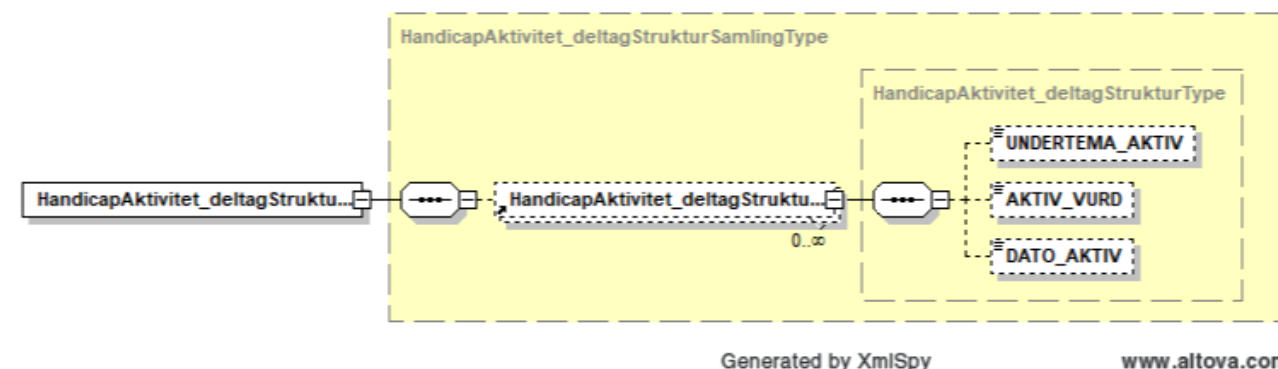 HandicapAktivitet_deltagStrukturSamlingType
HandicapAktivitet_deltagStrukturType
UNDERTEMA_AKTIV
HandicapAktivitet_deltagStruktu...
HandicapAktivitet_deltagStruktu...
AKTIV_VURD
0..∞
DATO_AKTIV
Generated by XmlSpy
www.altova.com